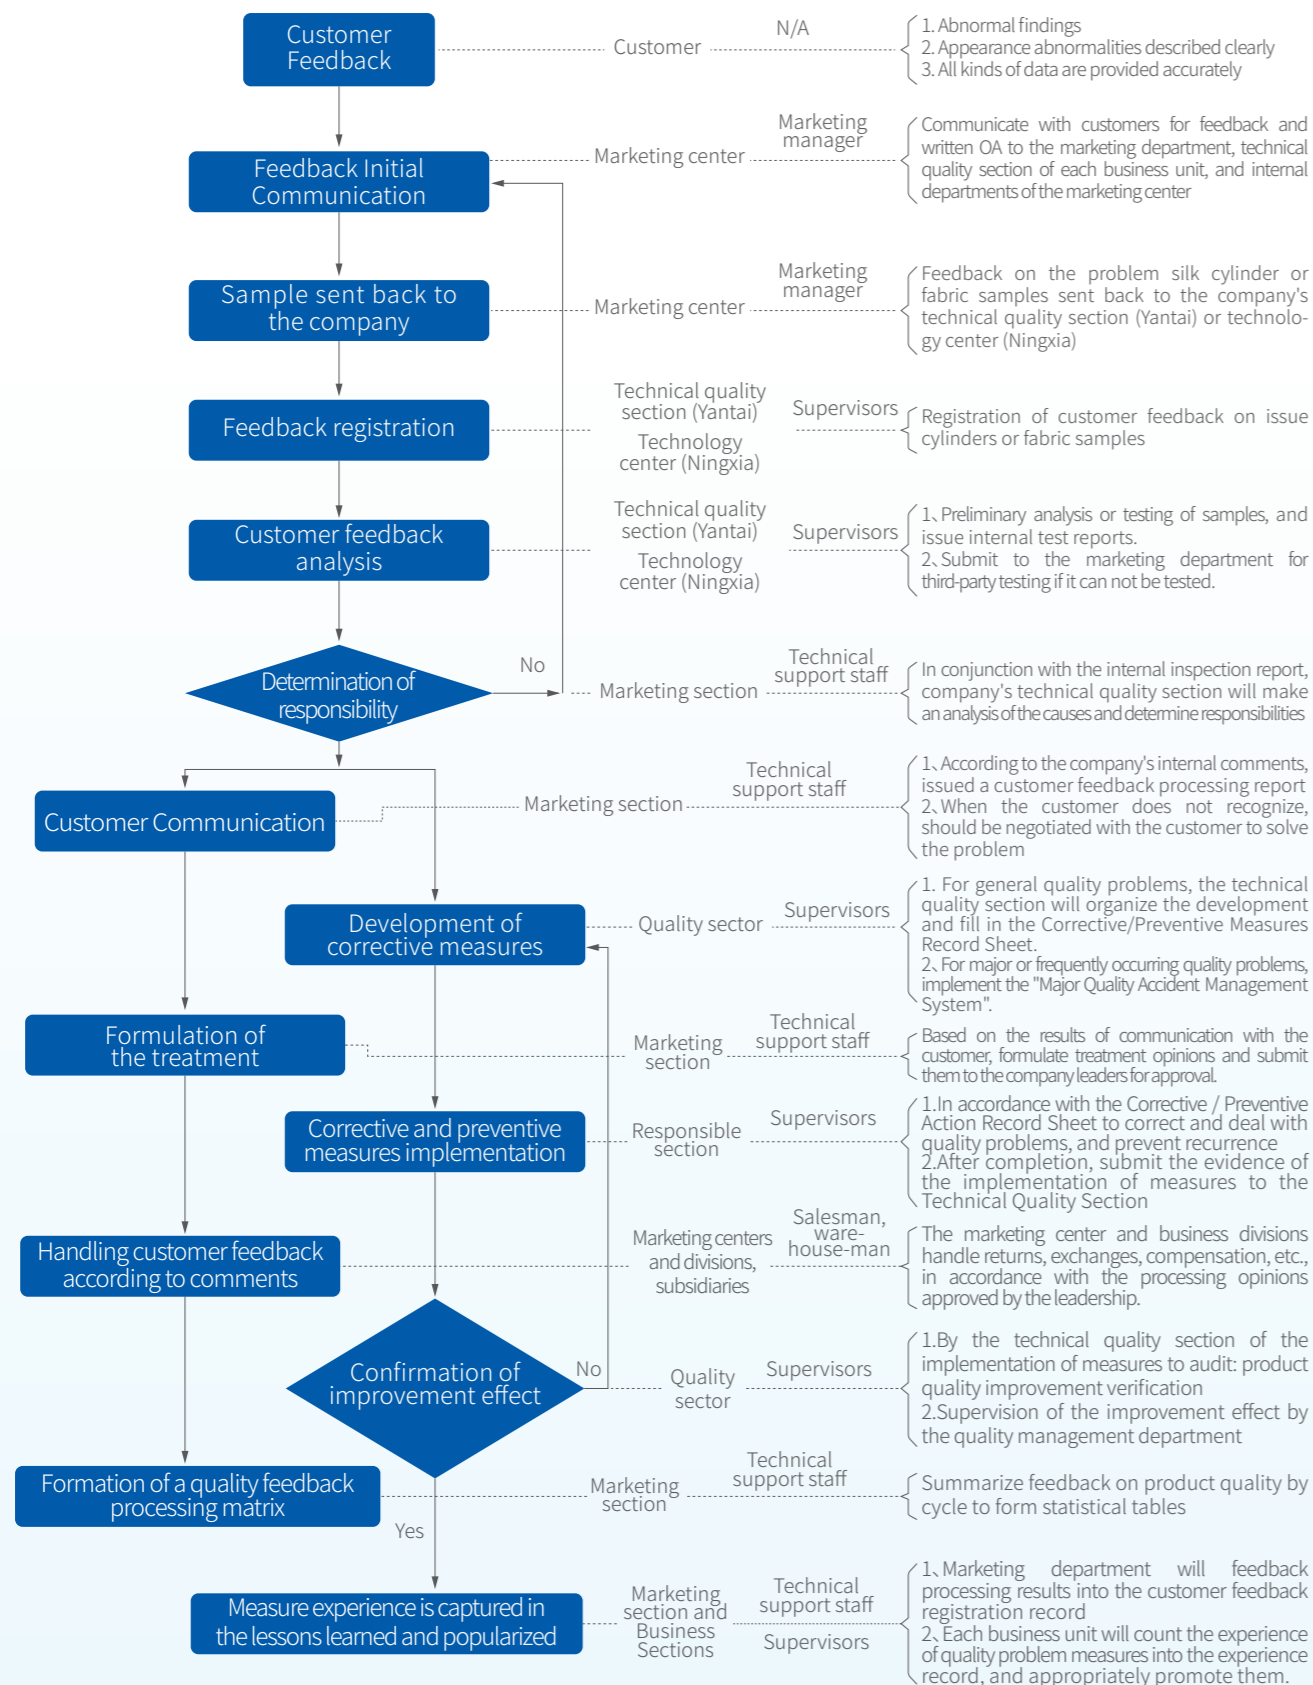 Customer
Feedback
Customer
N/A
1. Abnormal findings
2. Appearance abnormalities described clearly
3. All kinds of data are provided accurately
Feedback Initial
Communication
Marketing center
Marketing
manager
Communicate with customers for feedback and
written OA to the marketing department, technical
quality section of each business unit, and internal
departments of the marketing center
Sample sent back to
the company
Marketing center
Marketing
manager
Feedback on the problem silk cylinder or
fabric samples sent back to the company's
technical quality section (Yantai) or technolo-
gy center (Ningxia)
Feedback registration
Technical quality
section (Yantai)
Technology
center (Ningxia)
Supervisors
Registration of customer feedback on issue
cylinders or fabric samples
Customer feedback
analysis
Technical quality
section (Yantai)
Technology
center (Ningxia)
Supervisors
1、Preliminary analysis or testing of samples, and
issue internal test reports.
2、Submit to the marketing department for
third-party testing if it can not be tested.
Determination of
responsibility
No
Marketing section
Technical
support staff
In conjunction with the internal inspection report,
company's technical quality section will make
an analysis of the causes and determine responsibilities
Customer Communication
Marketing section
Technical
support staff
1、According to the company's internal comments,
issued a customer feedback processing report
2、When the customer does not recognize,
should be negotiated with the customer to solve
the problem
Development of
corrective measures
Quality sector
Supervisors
1. For general quality problems, the technical
quality section will organize the development
and fill in the Corrective/Preventive Measures
Record Sheet.
2、For major or frequently occurring quality problems,
implement the "Major Quality Accident Management
System".
Formulation of
the treatment
Marketing
section
Technical
support staff
Based on the results of communication with the
customer, formulate treatment opinions and submit
them to the company leaders for approval.
Corrective and preventive
measures implementation
Responsible
section
Supervisors
1.In accordance with the Corrective / Preventive
Action Record Sheet to correct and deal with
quality problems, and prevent recurrence
2.After completion, submit the evidence of
the implementation of measures to the
Technical Quality Section
Handling customer feedback
according to comments
Marketing centers
and divisions,
subsidiaries
Salesman,
ware-
house-man
The marketing center and business divisions
handle returns, exchanges, compensation, etc.,
in accordance with the processing opinions
approved by the leadership.
Confirmation of
improvement effect
No
Quality
sector
Supervisors
1.By the technical quality section of the
implementation of measures to audit: product
quality improvement verification
2.Supervision of the improvement effect by
the quality management department
Formation of a quality feedback
processing matrix
Marketing
section
Technical
support staff
Summarize feedback on product quality by
cycle to form statistical tables
Yes
Measure experience is captured in
the lessons learned and popularized
Marketing
section and
Business
Sections
Technical
support staff
Supervisors
1、Marketing department will feedback
processing results into the customer feedback
registration record
2、Each business unit will count the experience
of quality problem measures into the experience
record, and appropriately promote them.